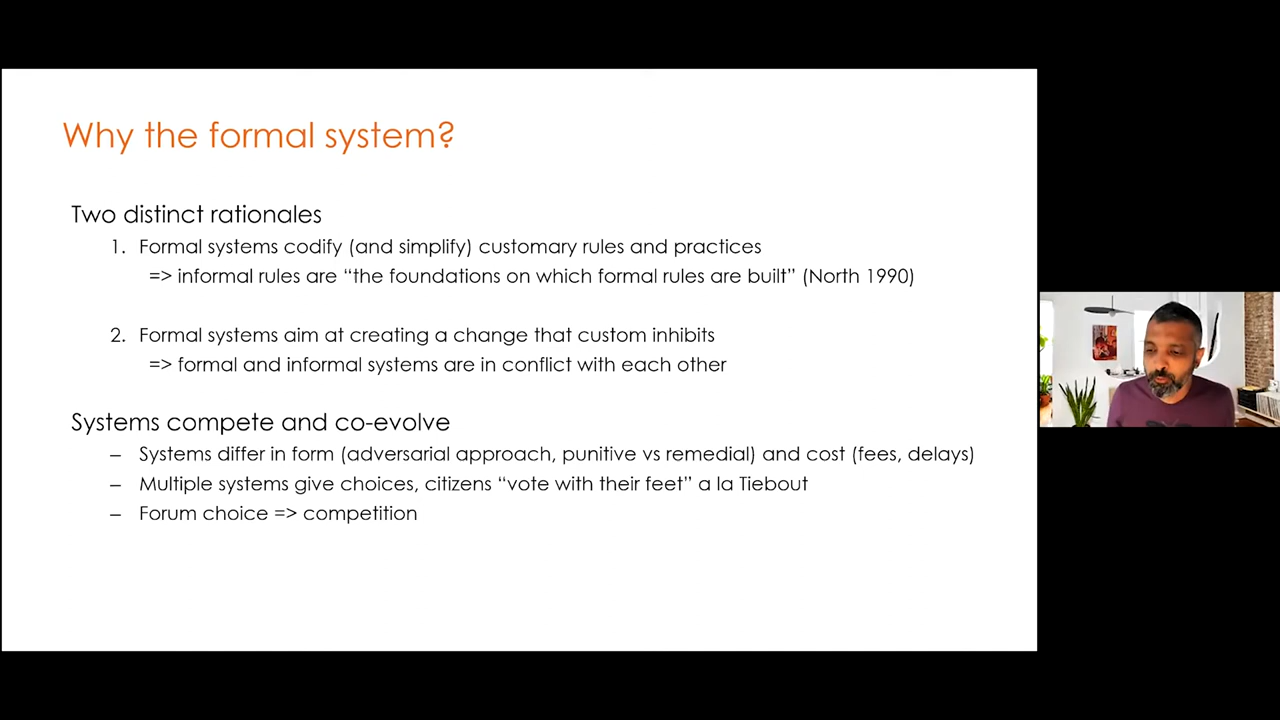 Why the formal system?
Two distinct rationales
1. Formal systems codify (and simplify) customary rules and practices
=> informal rules are “the foundations on which formal rules are built” (North 1990)
2. Formal systems aim at creating a change that custom inhibits
=> formal and informal systems are in conflict with each other
Systems compete and co-evolve
– Systems differ in form (adversarial approach, punitive vs remedial) and cost (fees, delays)
– Multiple systems give choices, citizens “vote with their feet” a la Tiebout
– Forum choice => competition